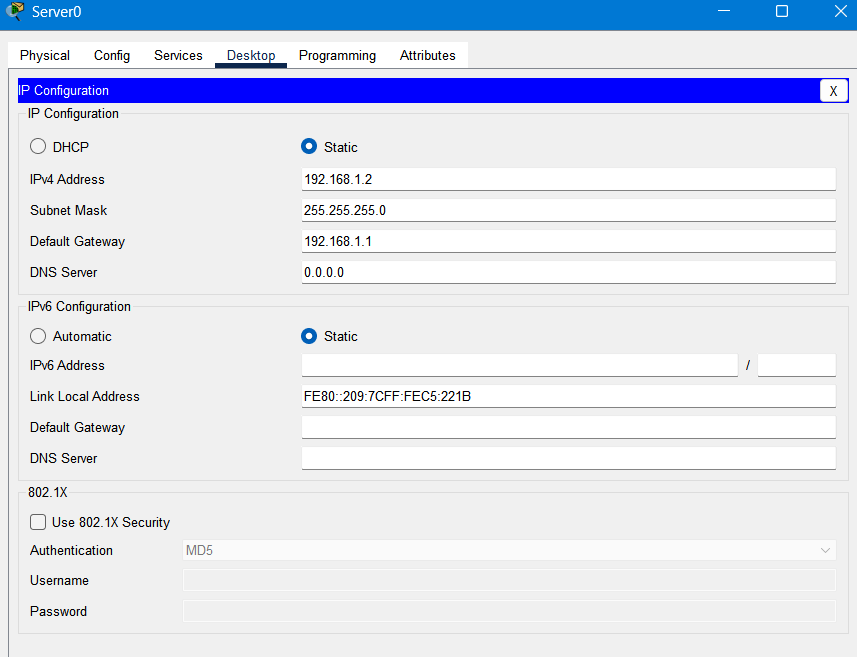 Server0
Physical Config Services Desktop Programming Attributes
IP Configuration
X
IP Configuration
DHCP Static
IPv4 Address 192.168.1.2
Subnet Mask 255.255.255.0
Default Gateway 192.168.1.1
DNS Server 0.0.0.0
IPv6 Configuration
Automatic Static
IPv6 Address /
Link Local Address FE80::209:7CFF:FEC5:221B
Default Gateway
DNS Server
802.1X
Use 802.1X Security
Authentication MD5
Username
Password